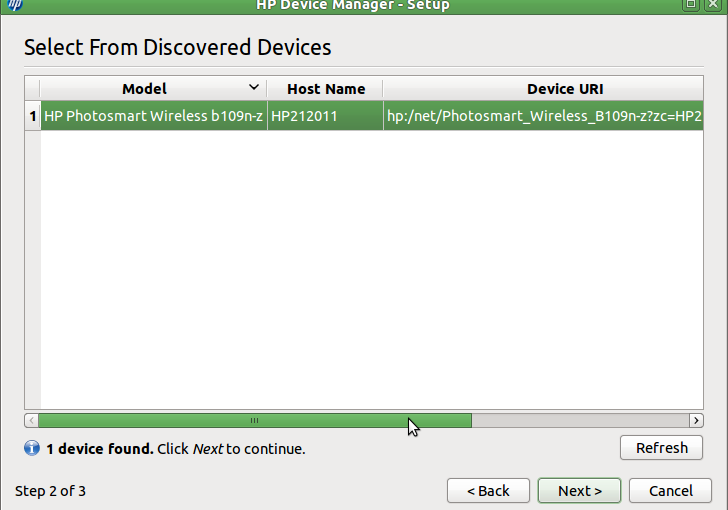 HP Device Manager - Setup
Select From Discovered Devices
Model Host Name Device URI
1 HP Photosmart Wireless b109n-z HP212011 hp:/net/Photosmart_Wireless_B109n-z?zc=HP2
1 device found. Click Next to continue.
Refresh
Step 2 of 3
< Back Next > Cancel